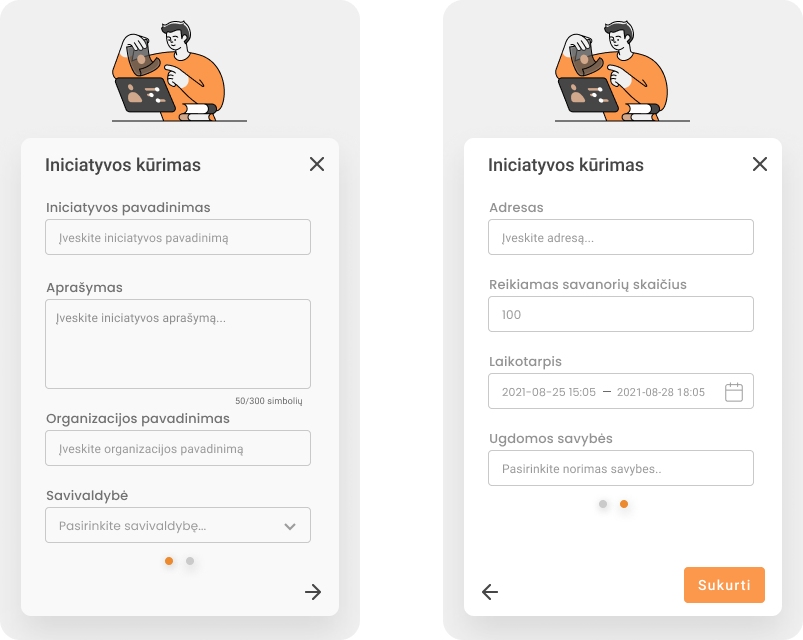 Iniciatyvos kūrimas
Iniciatyvos pavadinimas
Įveskite iniciatyvos pavadinimą
Aprašymas
Įveskite iniciatyvos aprašymą...
50/300 simbolių
Organizacijos pavadinimas
Įveskite organizacijos pavadinimą
Savivaldybė
Pasirinkite savivaldybę...
Iniciatyvos kūrimas
Adresas
Įveskite adresą...
Reikiamas savanorių skaičius
100
Laikotarpis
2021-08-25 15:05 – 2021-08-28 18:05
Ugdomos savybės
Pasirinkite norimas savybes..
Sukurti